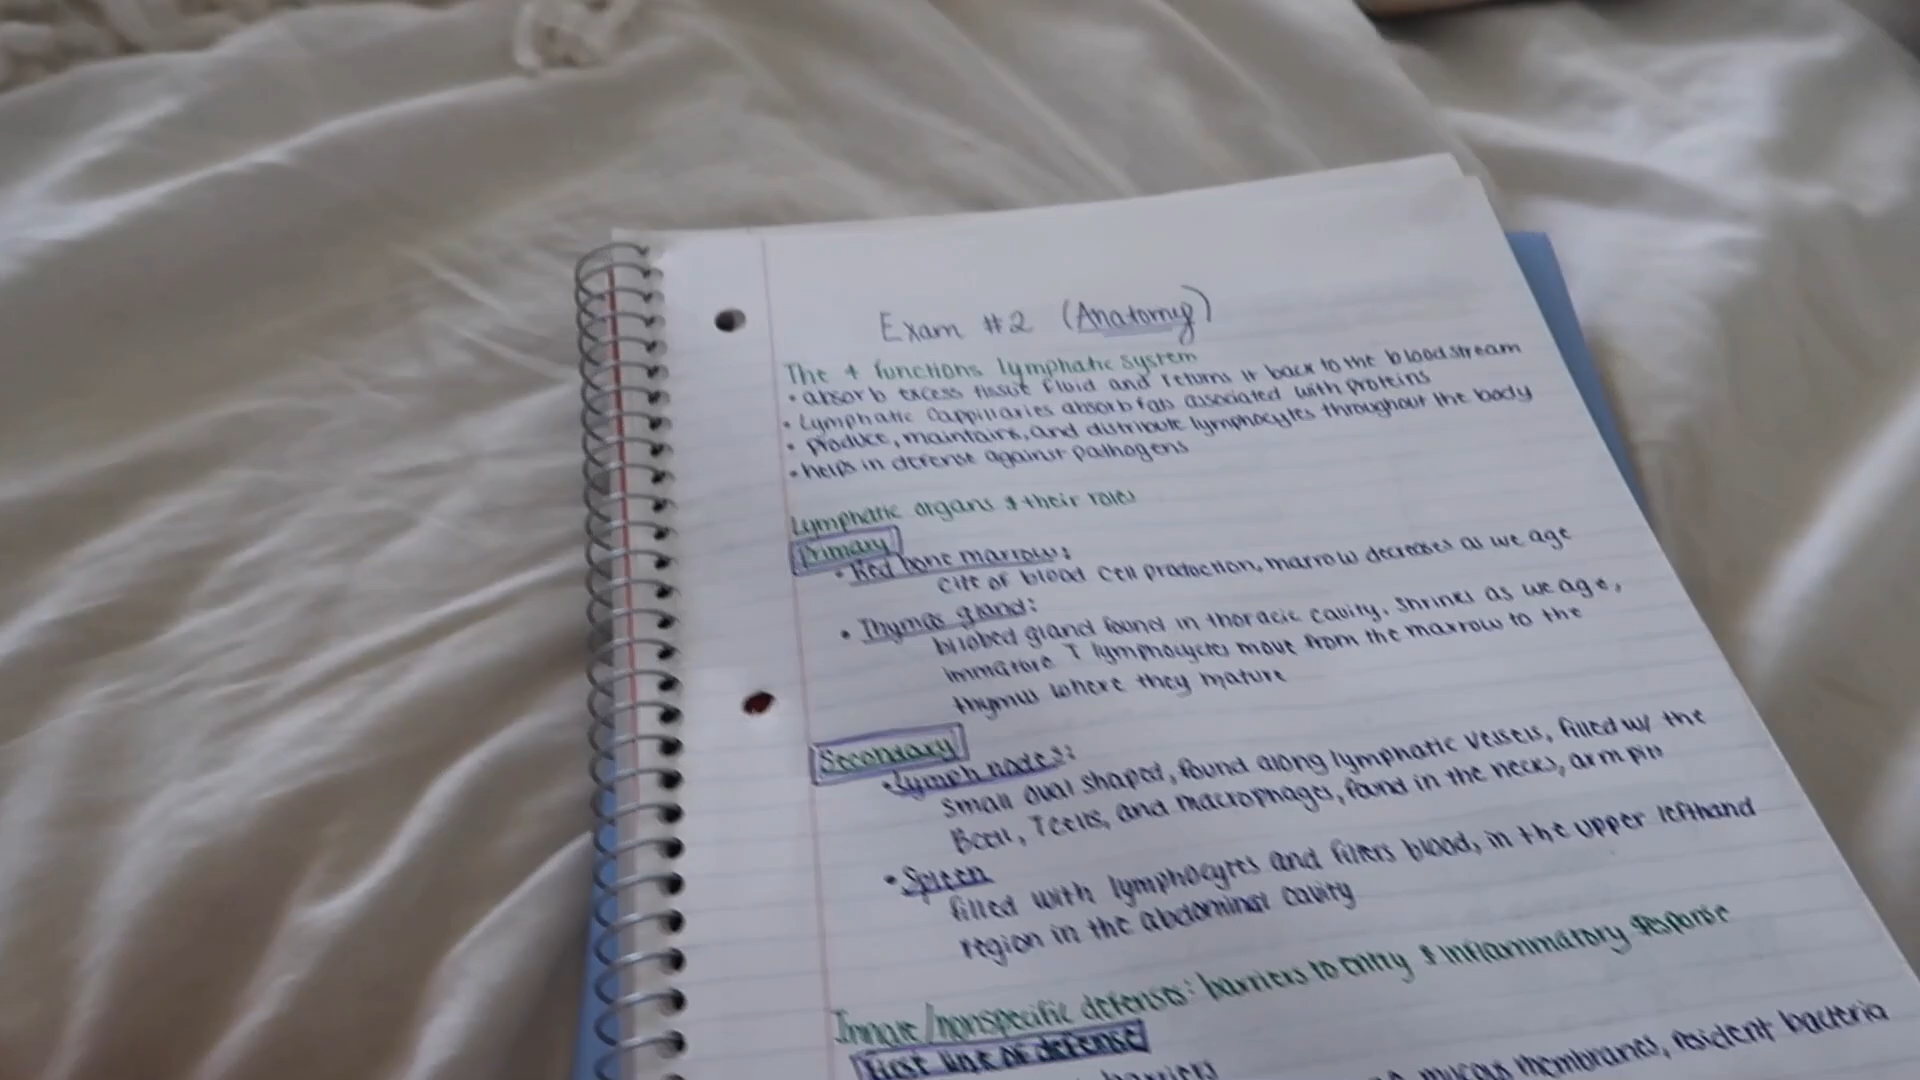 Exam #2 (Anatomy)
The 4 functions lymphatic system
• absorb excess tissue fluid and returns it back to the bloodstream
• Lymphatic Cappillaries absorb fats associated with proteins
• produce, maintains, and distribute lymphocytes throughout the body
• helps in defense against pathogens
Lymphatic organs & their roles
Primary
• Red bone marrow:
cite of blood cell production, marrow decreases as we age
• Thymus gland:
bilobed gland found in thoracic cavity, shrinks as we age,
immature T lymphocytes move from the marrow to the
thymus where they mature
Secondary
• Lymph nodes:
small oval shaped, found along lymphatic vessels, filled w/ the
Bcell, Tcells, and macrophages, found in the necks, arm pits
• Spleen
filled with lymphocytes and filters blood, in the upper lefthand
region in the abdominal cavity
Innate/nonspecific defenses: barriers to entry & inflammatory response
First line of defense
barriers mucous membranes, resident bacteria